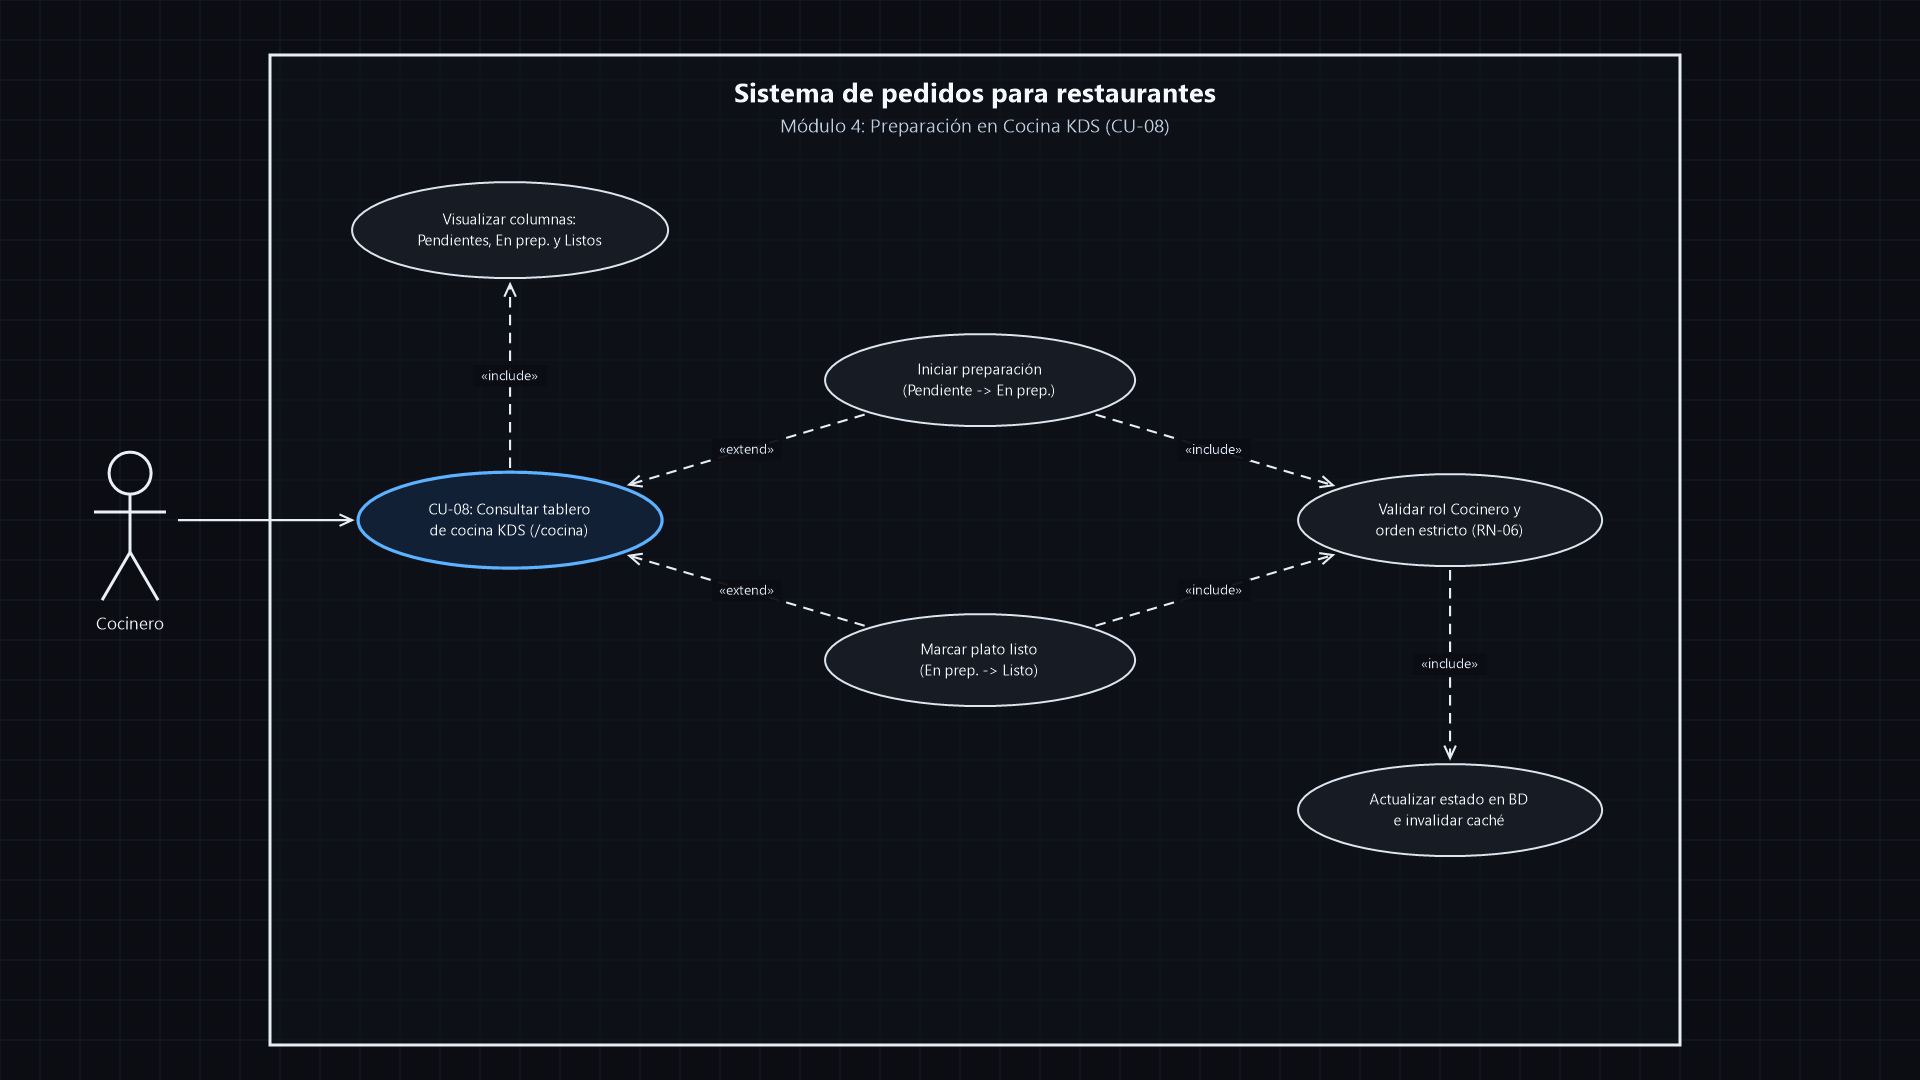 Sistema de pedidos para restaurantes
Módulo 4: Preparación en Cocina KDS (CU-08)
Visualizar columnas:
Pendientes, En prep. y Listos
«include»
Iniciar preparación
(Pendiente -> En prep.)
«extend»
«include»
CU-08: Consultar tablero
de cocina KDS (/cocina)
Validar rol Cocinero y
orden estricto (RN-06)
Cocinero
«extend»
«include»
Marcar plato listo
(En prep. -> Listo)
«include»
Actualizar estado en BD
e invalidar caché